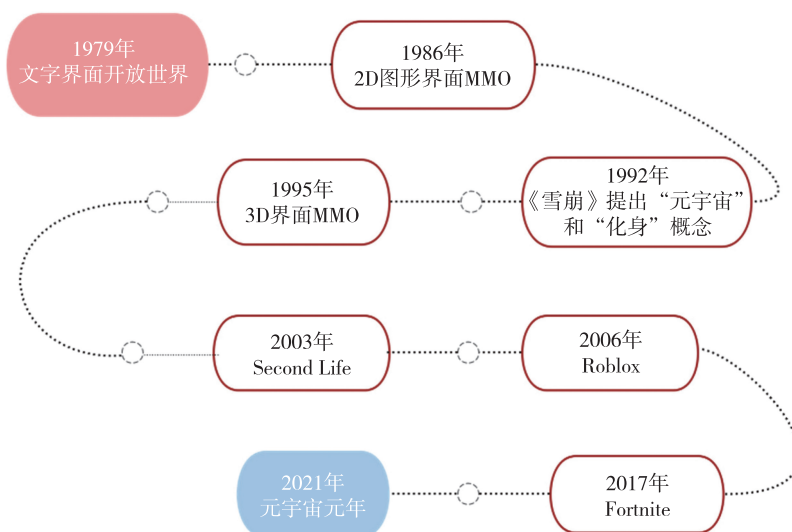 1979年
文字界面开放世界
1986年
2D图形界面MMO
1992年
《雪崩》提出“元宇宙”
和“化身”概念
1995年
3D界面MMO
2003年
Second Life
2006年
Roblox
2017年
Fortnite
2021年
元宇宙元年